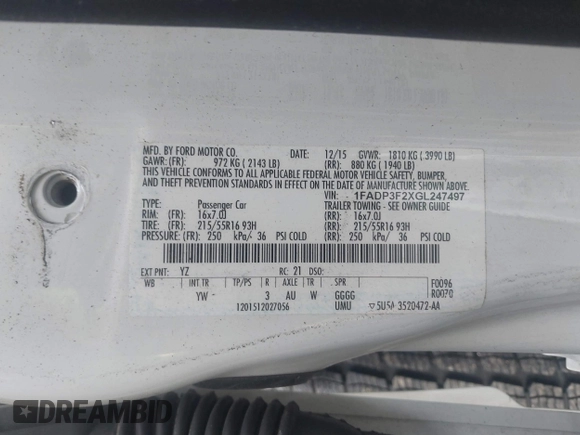 MFD. BY FORD MOTOR CO. DATE: 12/15 GVWR: 1810 KG (3990 LB)
GAWR: (FR): 972 KG (2143 LB) (RR): 880 KG (1940 LB)
THIS VEHICLE CONFORMS TO ALL APPLICABLE FEDERAL MOTOR VEHICLE SAFETY, BUMPER,
AND THEFT PREVENTION STANDARDS IN EFFECT ON THE DATE OF MANUFACTURE SHOWN ABOVE.
VIN: 1FADP3F2XGL247497
TYPE: Passenger Car TRAILER TOWING - SEE OWNER GUIDE
RIM: (FR) 16x7.0J (RR) 16x7.0J
TIRE: (FR) 215/55R16 93H (RR) 215/55R16 93H
PRESSURE: (FR) 250 kPa/ 36 PSI COLD (RR) 250 kPa/ 36 PSI COLD
EXT PNT: YZ RC: 21 DSO:
WB INT TR TP/PS R AXLE TR SPR F0096
YW - 3 AU W GGGG
1201512027056 UMU 5U5A 3520472-AA
DREAMBID